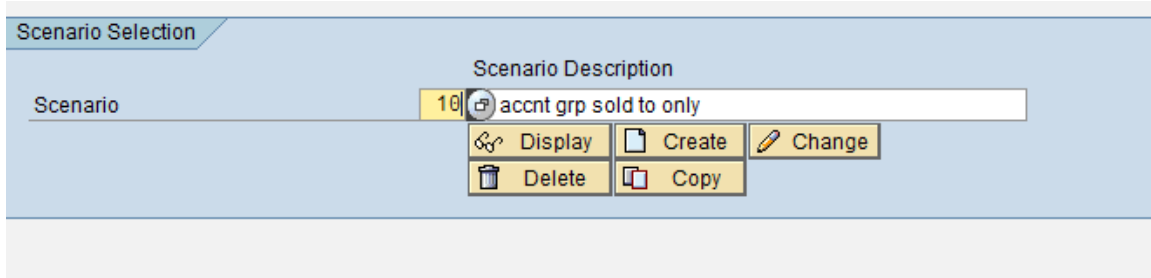 Scenario Selection
Scenario Description
Scenario 10 accnt grp sold to only
Display Create Change
Delete Copy